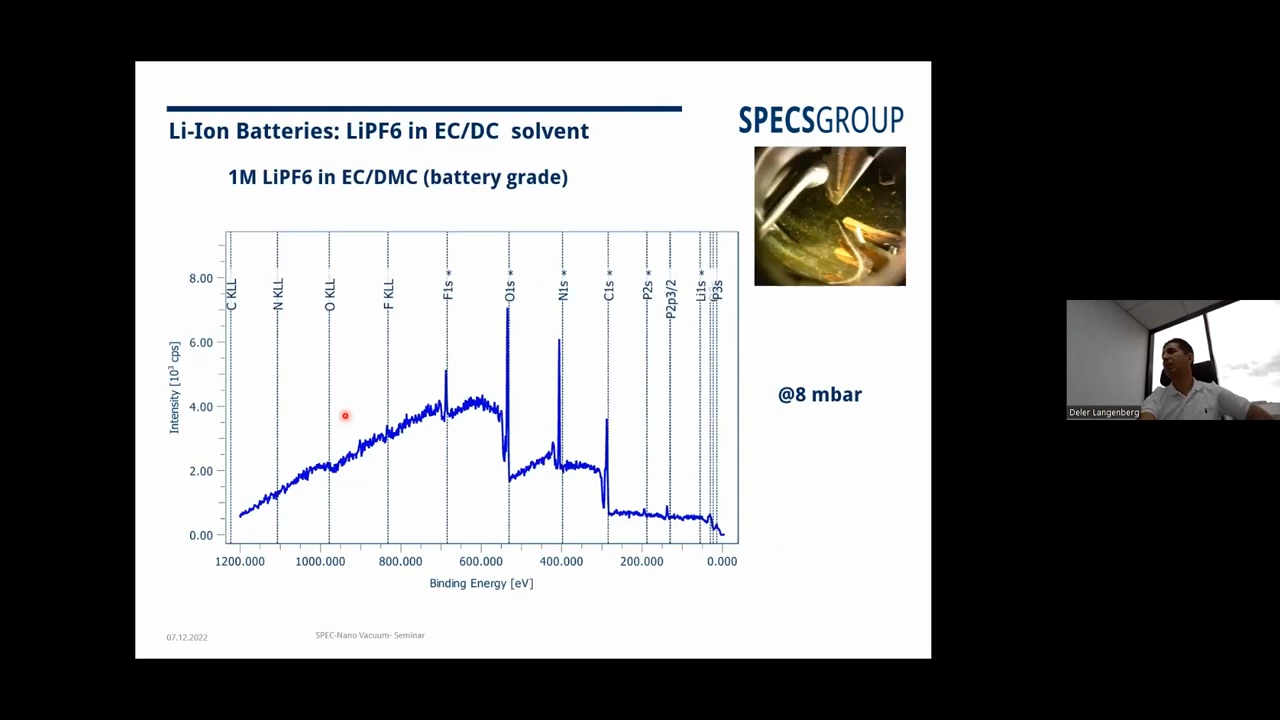 Li-Ion Batteries: LiPF6 in EC/DC solvent
SPECSGROUP
1M LiPF6 in EC/DMC (battery grade)
C KLL
N KLL
O KLL
F KLL
F1s *
O1s *
N1s *
C1s *
P2s *
P2p3/2
Li1s *
P3s
8.00
6.00
4.00
2.00
0.00
Intensity [10³ cps]
1200.000 1000.000 800.000 600.000 400.000 200.000 0.000
Binding Energy [eV]
@8 mbar
Deler Langenberg
07.12.2022
SPEC-Nano Vacuum- Seminar